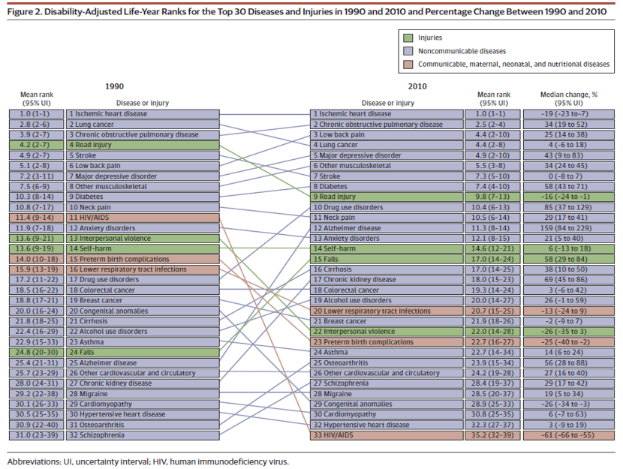 Figure 2. Disability-Adjusted Life-Year Ranks for the Top 30 Diseases and Injuries in 1990 and 2010 and Percentage Change Between 1990 and 2010
Injuries
Noncommunicable diseases
Communicable, maternal, neonatal, and nutritional diseases
1990 2010
Mean rank (95% UI) Disease or injury Disease or injury Mean rank (95% UI) Median change, % (95% UI)
1.0 (1-1) 1 Ischemic heart disease 1 Ischemic heart disease 1.0 (1-1) −19 (−23 to −7)
2.8 (2-6) 2 Lung cancer 2 Chronic obstructive pulmonary disease 2.5 (2-4) 34 (19 to 52)
3.9 (2-7) 3 Chronic obstructive pulmonary disease 3 Low back pain 4.4 (2-10) 25 (14 to 38)
4.2 (2-7) 4 Road injury 4 Lung cancer 4.4 (2-8) 4 (−6 to 18)
4.9 (2-7) 5 Stroke 5 Major depressive disorder 4.9 (2-10) 43 (9 to 83)
5.1 (2-8) 6 Low back pain 6 Other musculoskeletal 5.5 (3-8) 34 (24 to 45)
7.2 (3-11) 7 Major depressive disorder 7 Stroke 7.3 (5-10) 0 (−8 to 7)
7.5 (6-9) 8 Other musculoskeletal 8 Diabetes 7.4 (4-10) 58 (43 to 71)
10.3 (8-14) 9 Diabetes 9 Road injury 9.8 (7-13) −16 (−24 to −1)
10.8 (7-17) 10 Neck pain 10 Drug use disorders 10.4 (6-13) 85 (37 to 129)
11.4 (9-14) 11 HIV/AIDS 11 Neck pain 10.5 (6-14) 29 (17 to 41)
11.9 (7-18) 12 Anxiety disorders 12 Alzheimer disease 11.3 (8-14) 159 (84 to 229)
13.6 (9-21) 13 Interpersonal violence 13 Anxiety disorders 12.1 (8-15) 21 (5 to 40)
13.6 (9-19) 14 Self-harm 14 Self-harm 14.6 (12-21) 6 (−13 to 18)
14.0 (10-18) 15 Preterm birth complications 15 Falls 17.0 (14-24) 58 (29 to 84)
15.9 (13-19) 16 Lower respiratory tract infections 16 Cirrhosis 17.0 (14-25) 38 (10 to 50)
17.2 (11-22) 17 Drug use disorders 17 Chronic kidney disease 18.0 (15-23) 69 (45 to 86)
18.5 (16-22) 18 Colorectal cancer 18 Colorectal cancer 19.3 (14-24) 3 (−6 to 42)
18.8 (17-21) 19 Breast cancer 19 Alcohol use disorders 20.0 (14-27) 26 (−1 to 59)
20.0 (16-24) 20 Congenital anomalies 20 Lower respiratory tract infections 20.7 (15-25) −13 (−24 to 9)
21.8 (18-25) 21 Cirrhosis 21 Breast cancer 21.9 (18-26) −2 (−9 to 7)
22.4 (16-29) 22 Alcohol use disorders 22 Interpersonal violence 22.0 (14-28) −26 (−35 to 3)
22.9 (15-33) 23 Asthma 23 Preterm birth complications 22.7 (16-27) −25 (−40 to −2)
24.8 (20-30) 24 Falls 24 Asthma 22.7 (14-34) 14 (6 to 24)
25.4 (21-31) 25 Alzheimer disease 25 Osteoarthritis 23.9 (15-34) 56 (28 to 88)
25.7 (23-29) 26 Other cardiovascular and circulatory 26 Other cardiovascular and circulatory 24.2 (19-28) 27 (16 to 40)
28.0 (24-31) 27 Chronic kidney disease 27 Schizophrenia 28.4 (19-37) 29 (17 to 42)
29.2 (22-38) 28 Migraine 28 Migraine 28.5 (20-37) 19 (5 to 34)
30.1 (26-33) 29 Cardiomyopathy 29 Congenital anomalies 28.9 (25-33) −26 (−34 to −3)
30.5 (25-35) 30 Hypertensive heart disease 30 Cardiomyopathy 30.8 (25-35) 6 (−7 to 63)
30.9 (22-40) 31 Osteoarthritis 32 Hypertensive heart disease 32.3 (27-37) 3 (−9 to 19)
31.0 (23-39) 32 Schizophrenia 33 HIV/AIDS 35.2 (32-39) −61 (−66 to −55)
Abbreviations: UI, uncertainty interval; HIV, human immunodeficiency virus.